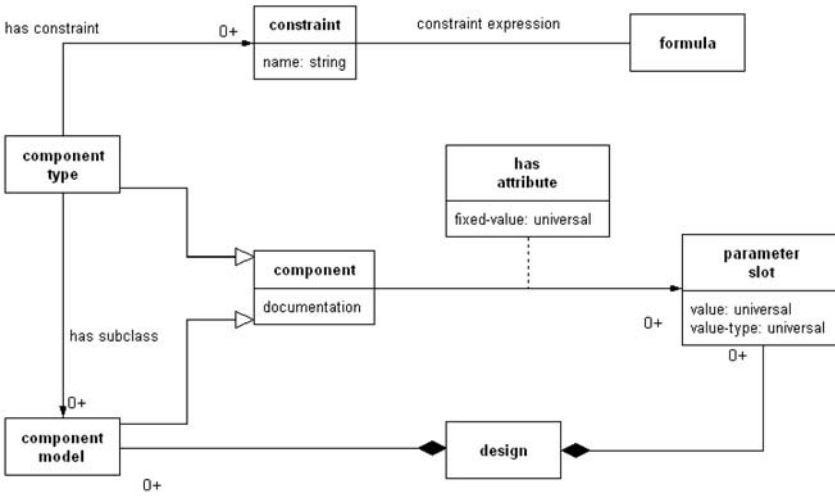 has constraint
0+
constraint
name: string
constraint expression
formula
component
type
has
attribute
fixed-value: universal
component
documentation
parameter
slot
value: universal
value-type: universal
0+
0+
has subclass
0+
component
model
0+
design